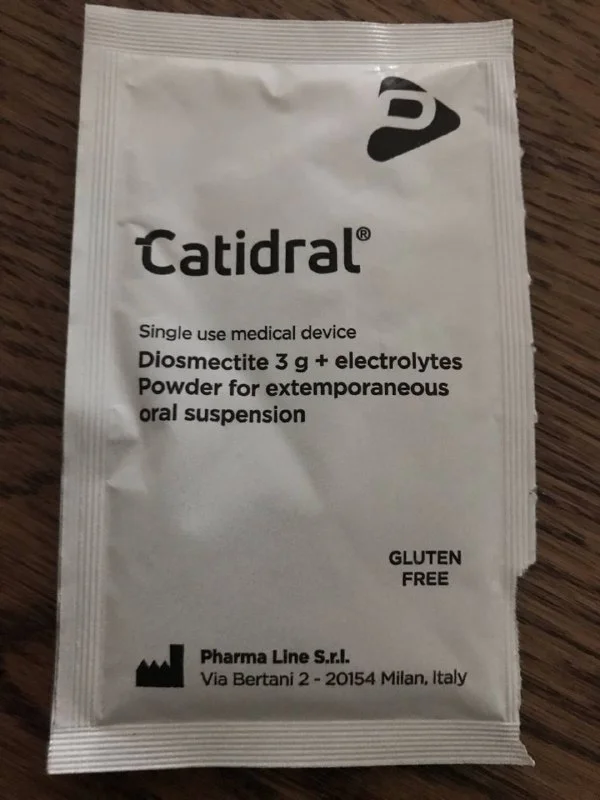 Catidral®
Single use medical device
Diosmectite 3 g + electrolytes
Powder for extemporaneous
oral suspension
GLUTEN
FREE
Pharma Line S.r.l.
Via Bertani 2 - 20154 Milan, Italy